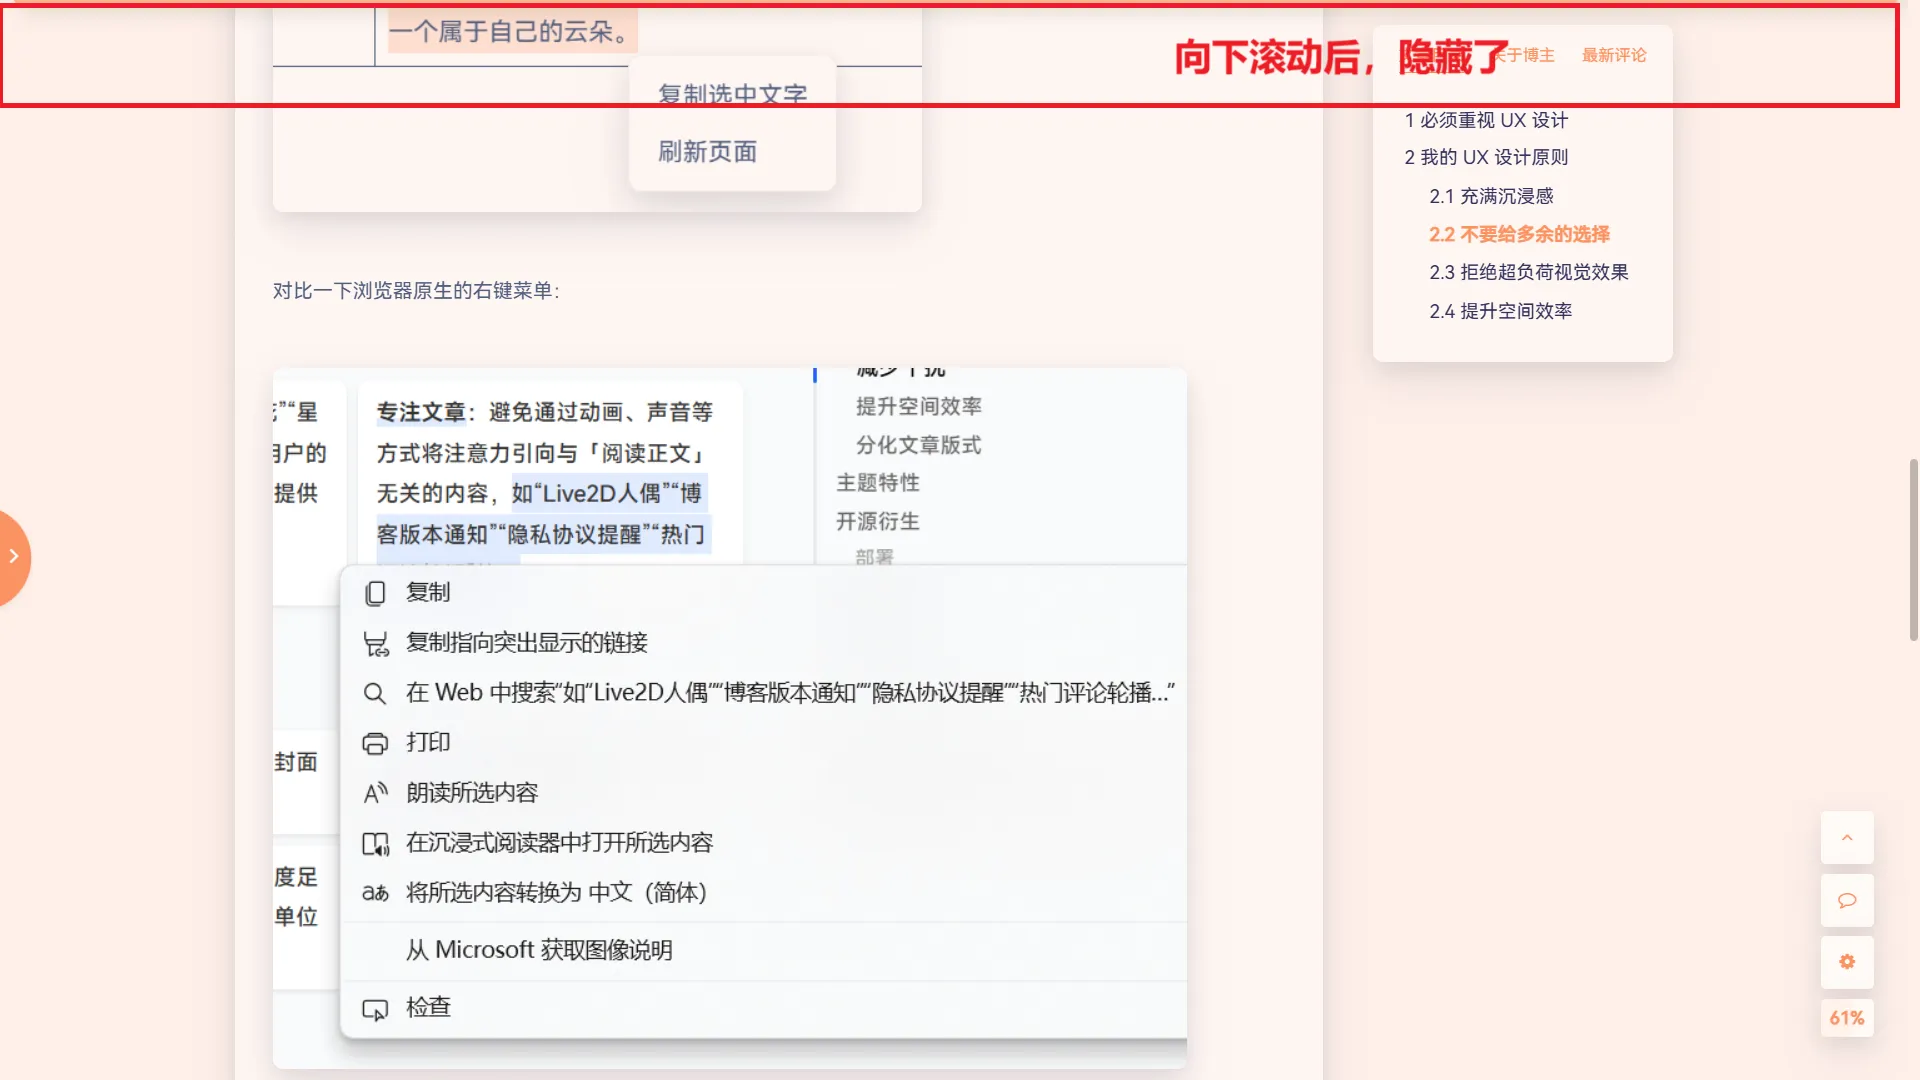 一个属于自己的云朵。
复制选中文字
刷新页面
对比一下浏览器原生的右键菜单：
”“星
户的
提供
封面
度足
单位
专注文章：避免通过动画、声音等
方式将注意力引向与「阅读正文」
无关的内容，如“Live2D人偶”“博
客版本通知”“隐私协议提醒”“热门
减少干扰
提升空间效率
分化文章版式
主题特性
开源衍生
部署
复制
复制指向突出显示的链接
在 Web 中搜索“如“Live2D人偶””“博客版本通知””“隐私协议提醒””“热门评论轮播...”
打印
朗读所选内容
在沉浸式阅读器中打开所选内容
将所选内容转换为 中文（简体）
从 Microsoft 获取图像说明
检查
向下滚动后，隐藏了
关于博主 最新评论
1 必须重视 UX 设计
2 我的 UX 设计原则
2.1 充满沉浸感
2.2 不要给多余的选择
2.3 拒绝超负荷视觉效果
2.4 提升空间效率
61%